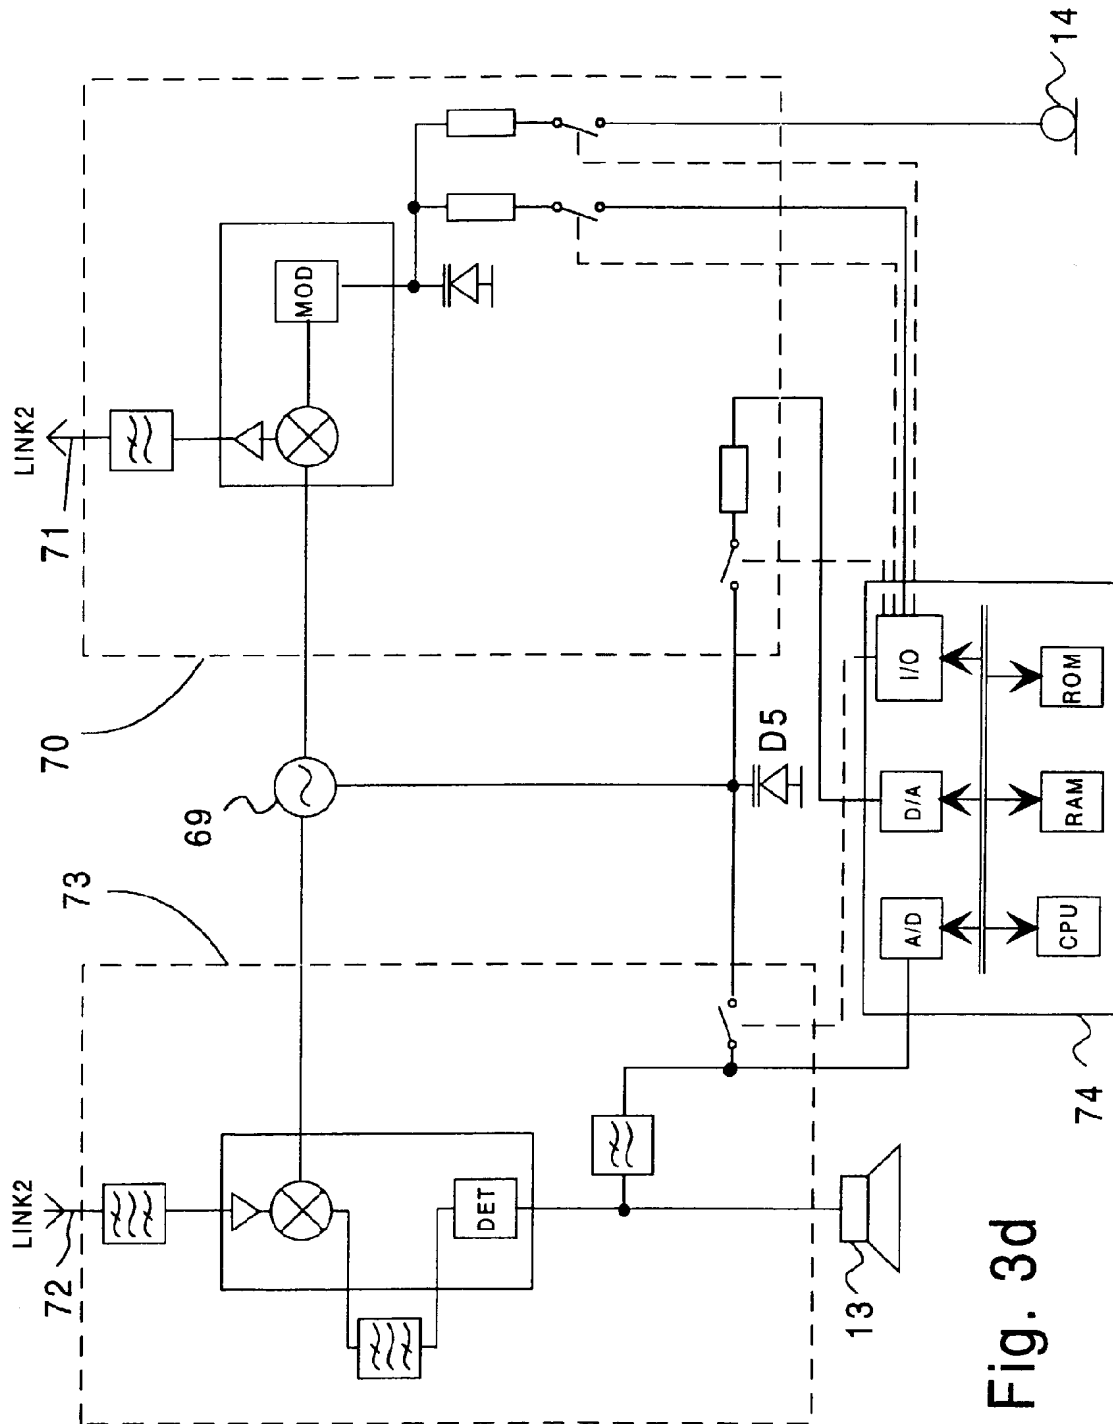 LINK2
71
70
MOD
14
69
73
LINK2
72
DET
D5
I/O
D/A
A/D
ROM
RAM
CPU
74
13
Fig. 3d